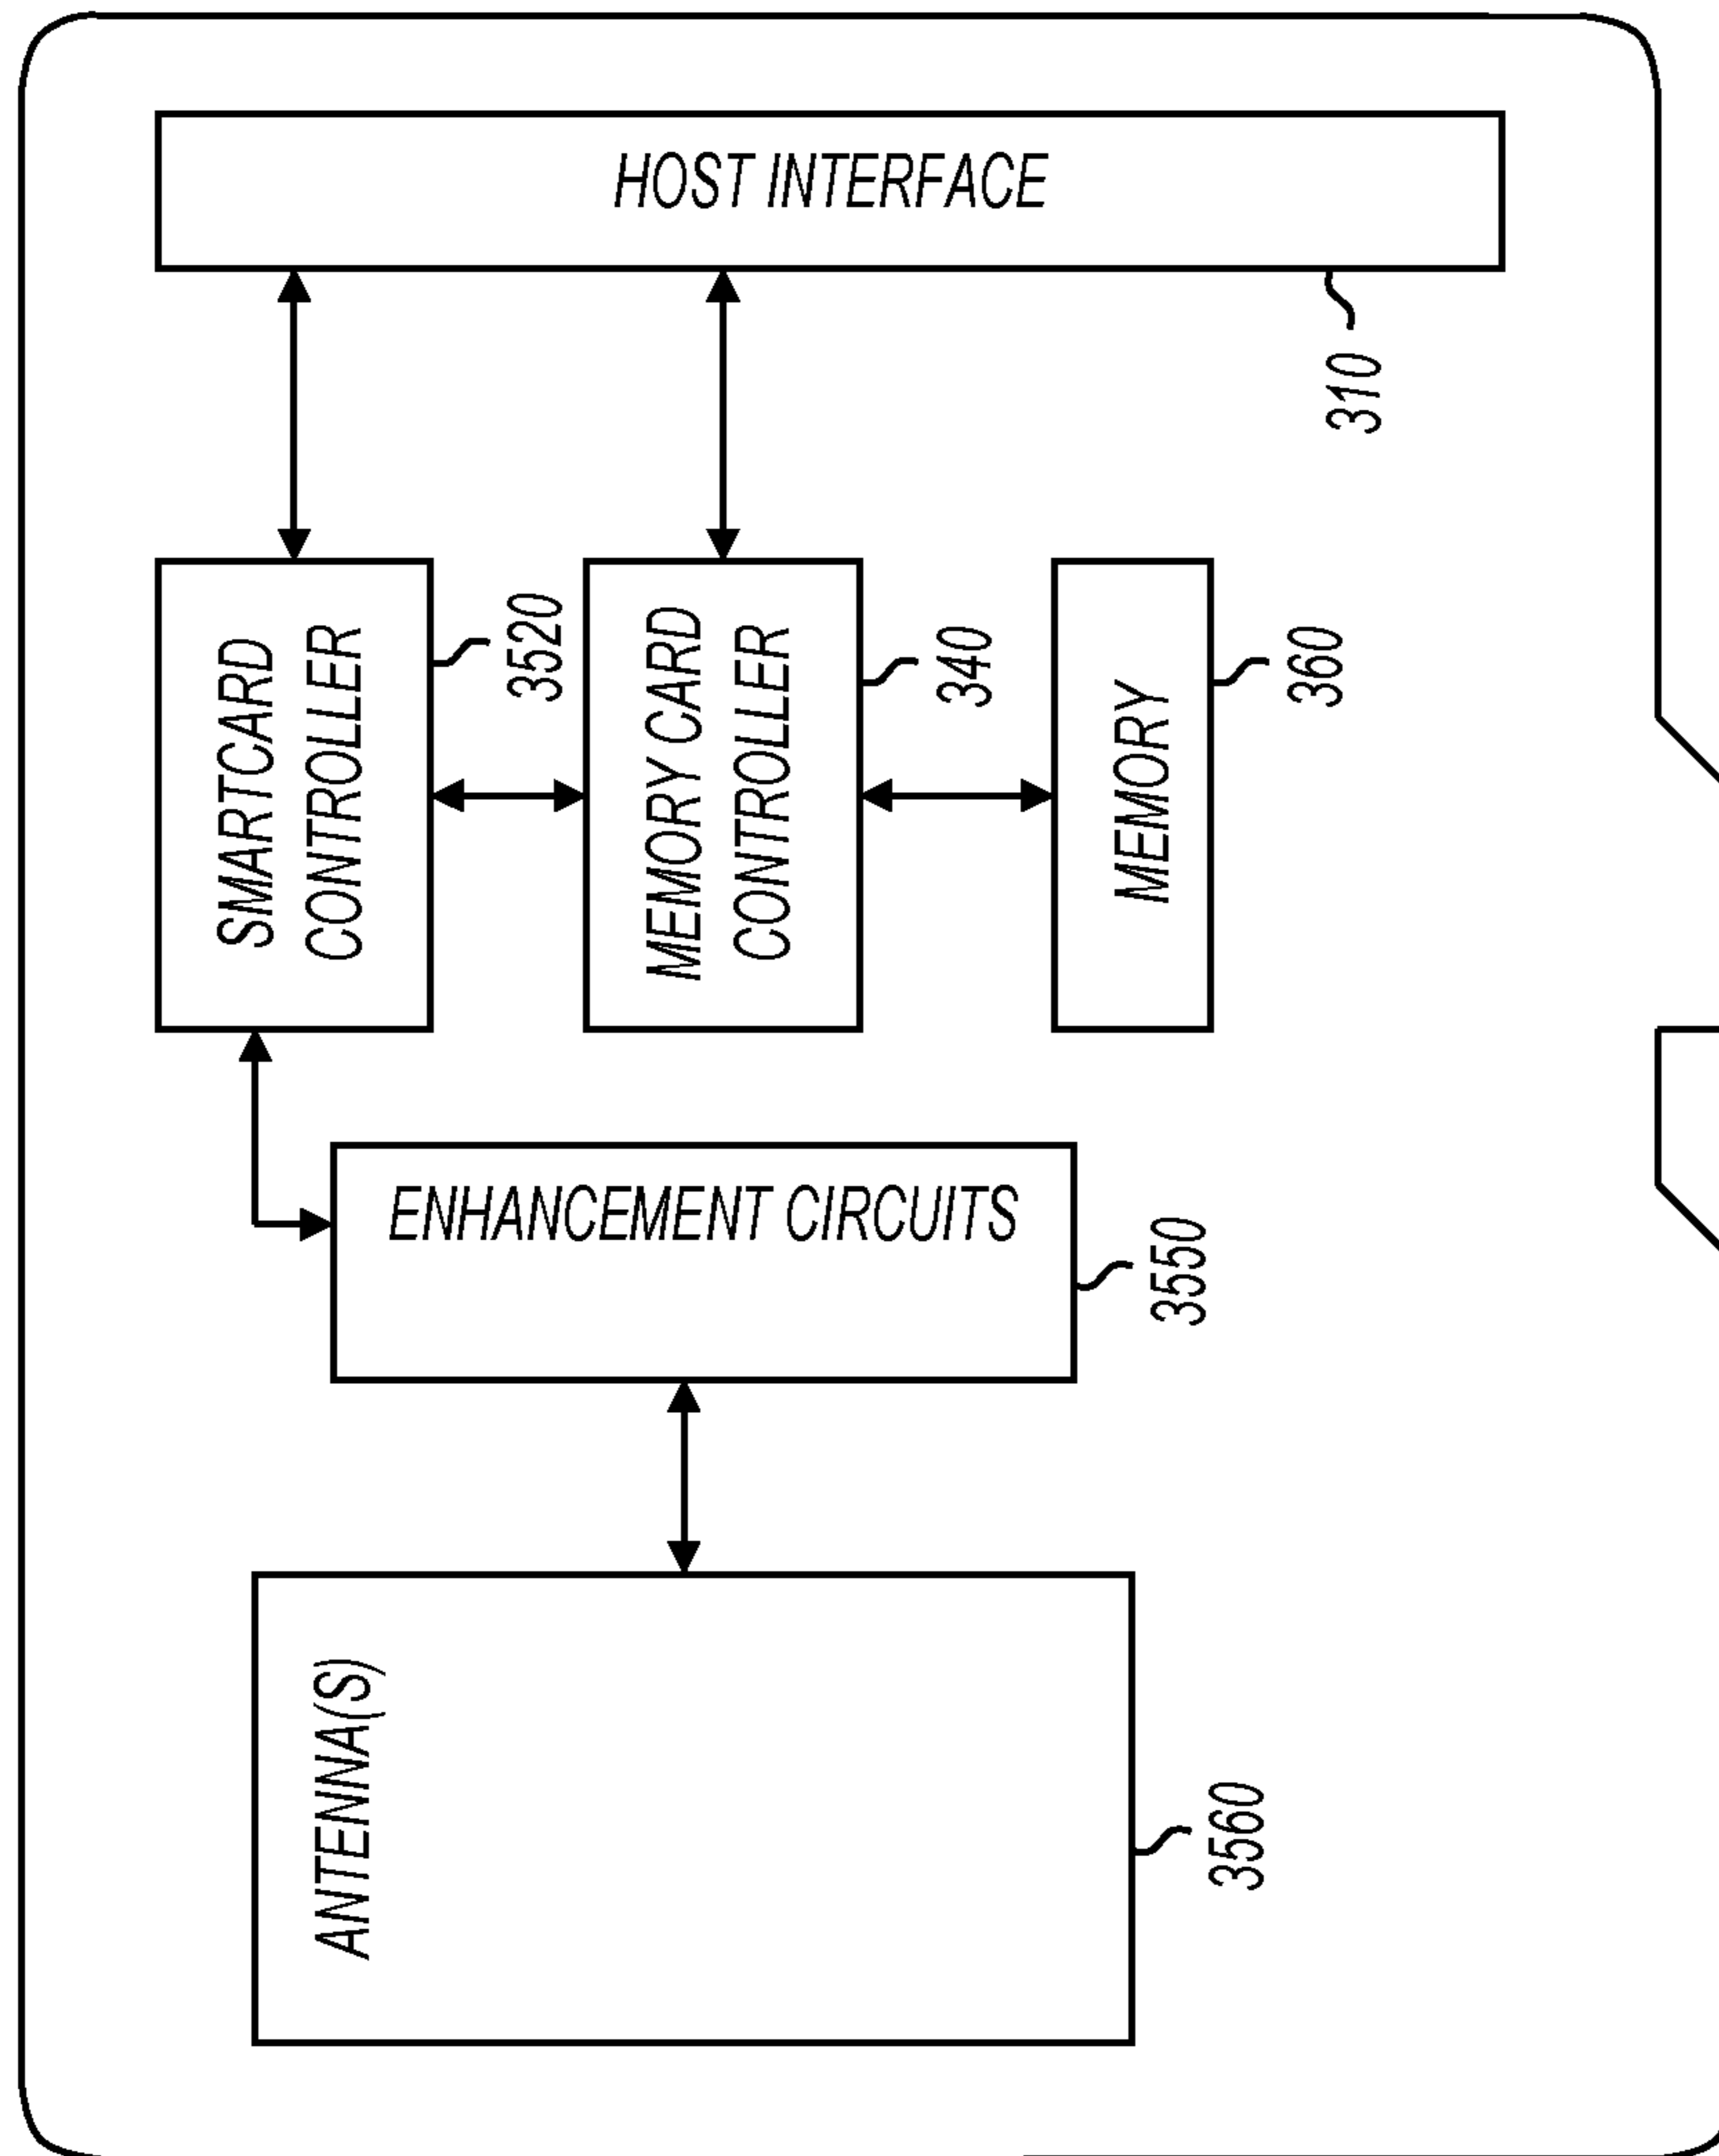 HOST INTERFACE
310
SMARTCARD
CONTROLLER
3520
MEMORY CARD
CONTROLLER
340
MEMORY
360
ENHANCEMENT CIRCUITS
3550
ANTENNA(S)
3560